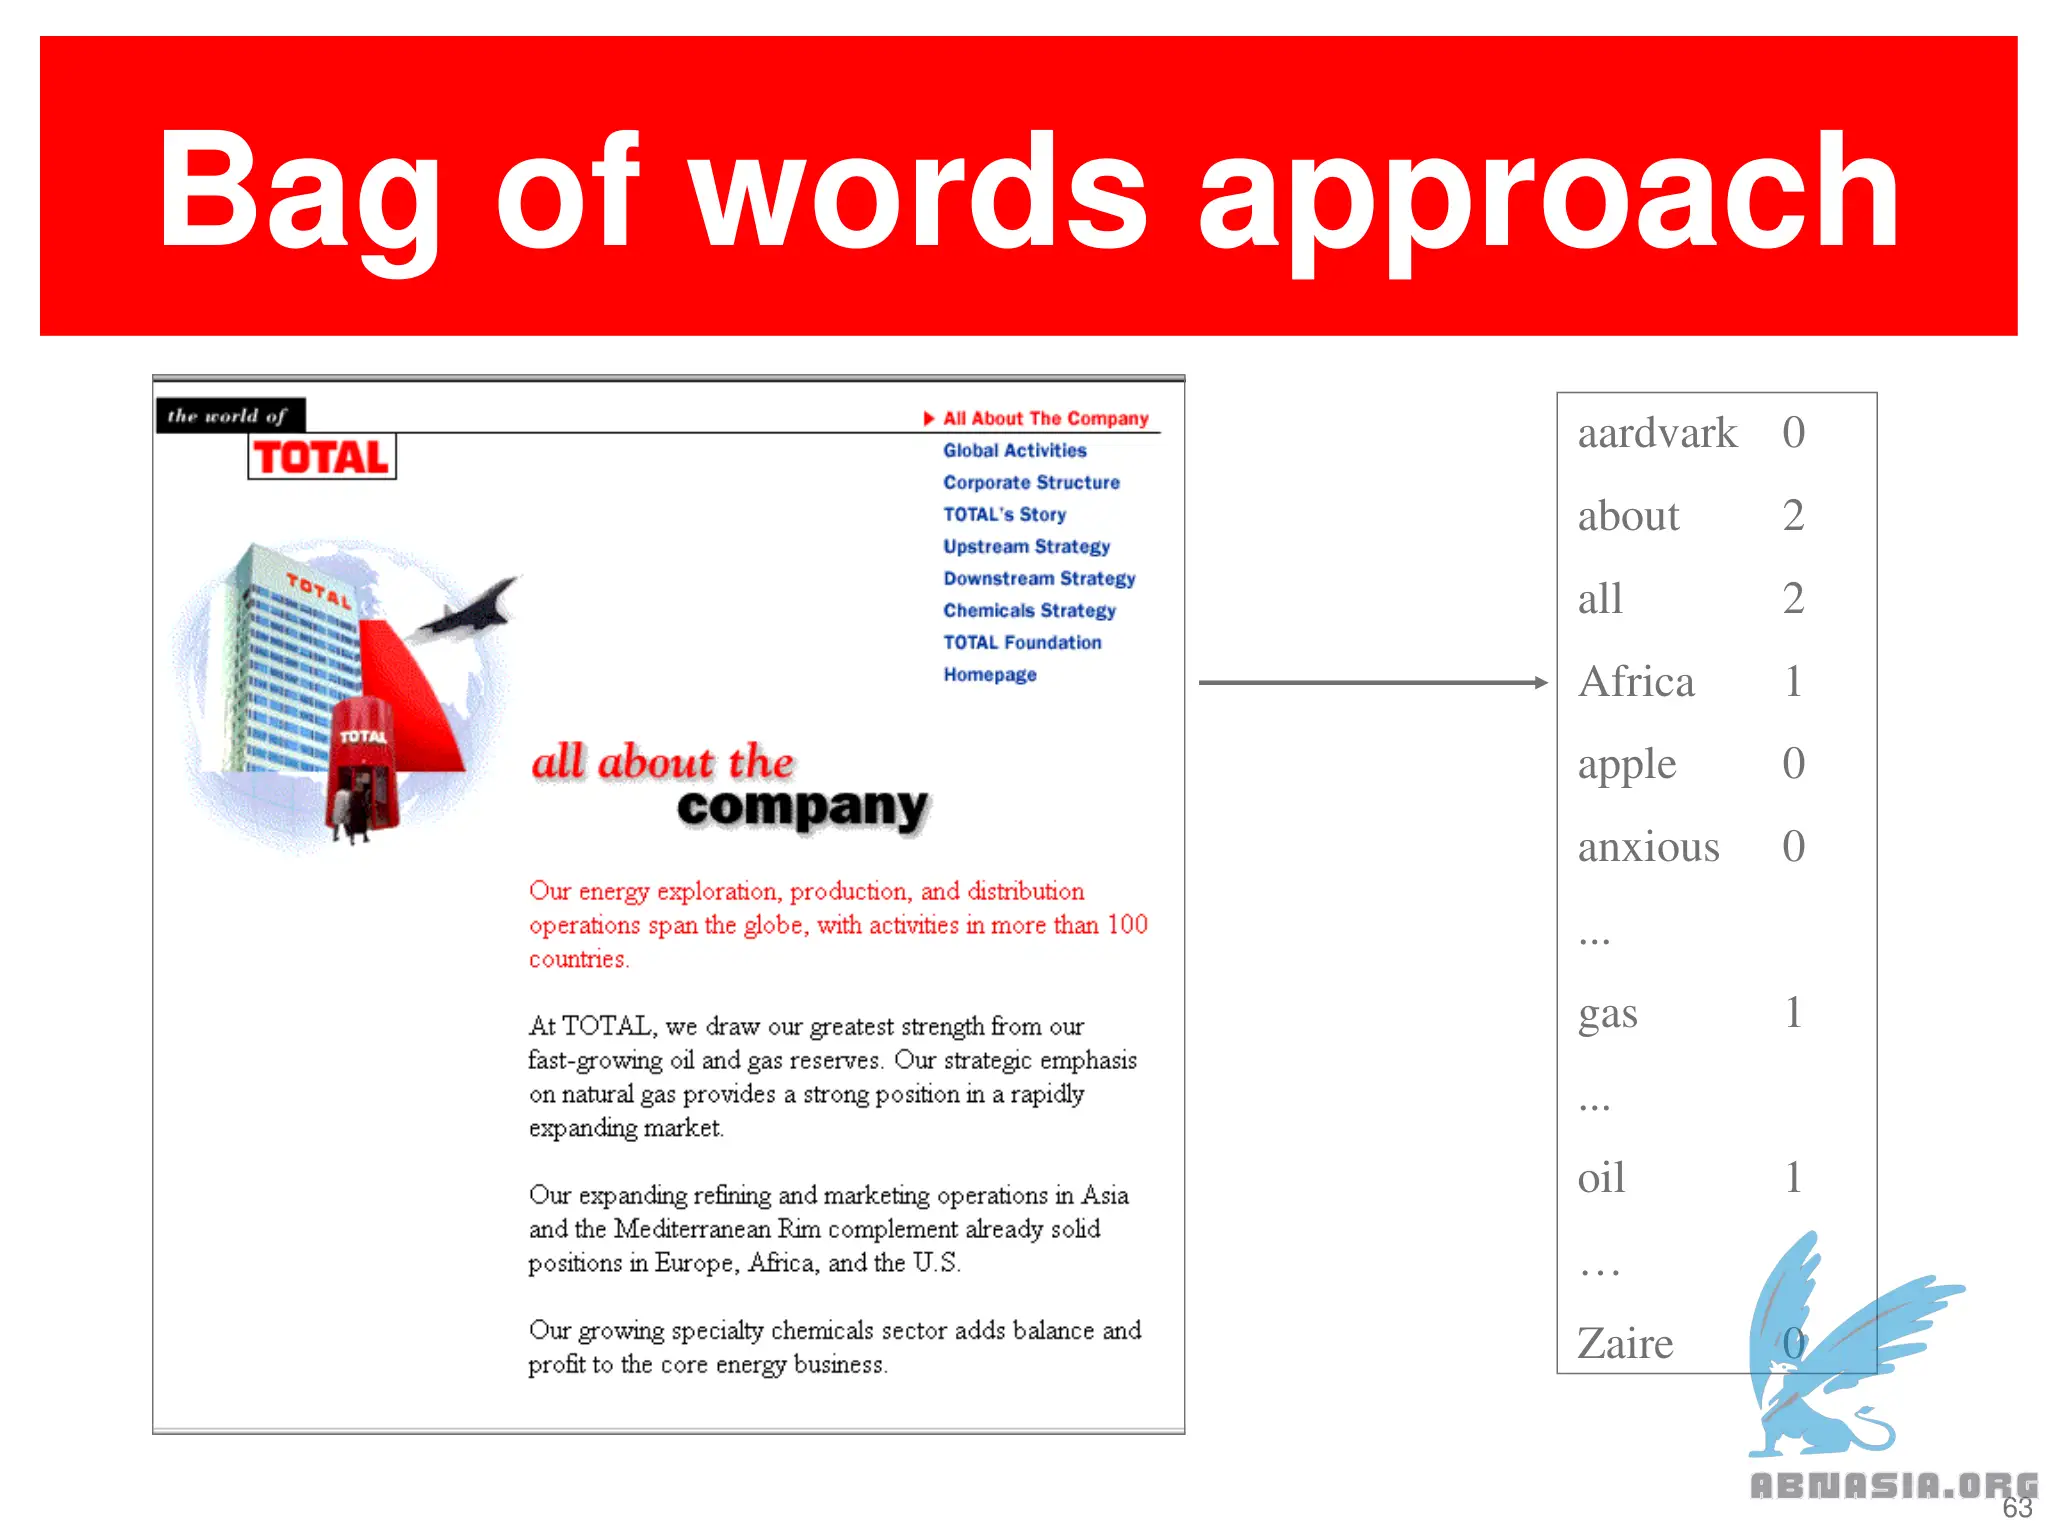 Bag of words approach
the world of
TOTAL
All About The Company
Global Activities
Corporate Structure
TOTAL's Story
Upstream Strategy
Downstream Strategy
Chemicals Strategy
TOTAL Foundation
Homepage
TOTAL
TOTAL
all about the
company
Our energy exploration, production, and distribution
operations span the globe, with activities in more than 100
countries.
At TOTAL, we draw our greatest strength from our
fast-growing oil and gas reserves. Our strategic emphasis
on natural gas provides a strong position in a rapidly
expanding market.
Our expanding refining and marketing operations in Asia
and the Mediterranean Rim complement already solid
positions in Europe, Africa, and the U.S.
Our growing specialty chemicals sector adds balance and
profit to the core energy business.
aardvark 0
about 2
all 2
Africa 1
apple 0
anxious 0
...
gas 1
...
oil 1
…
Zaire 0
ABNASIA.ORG
63